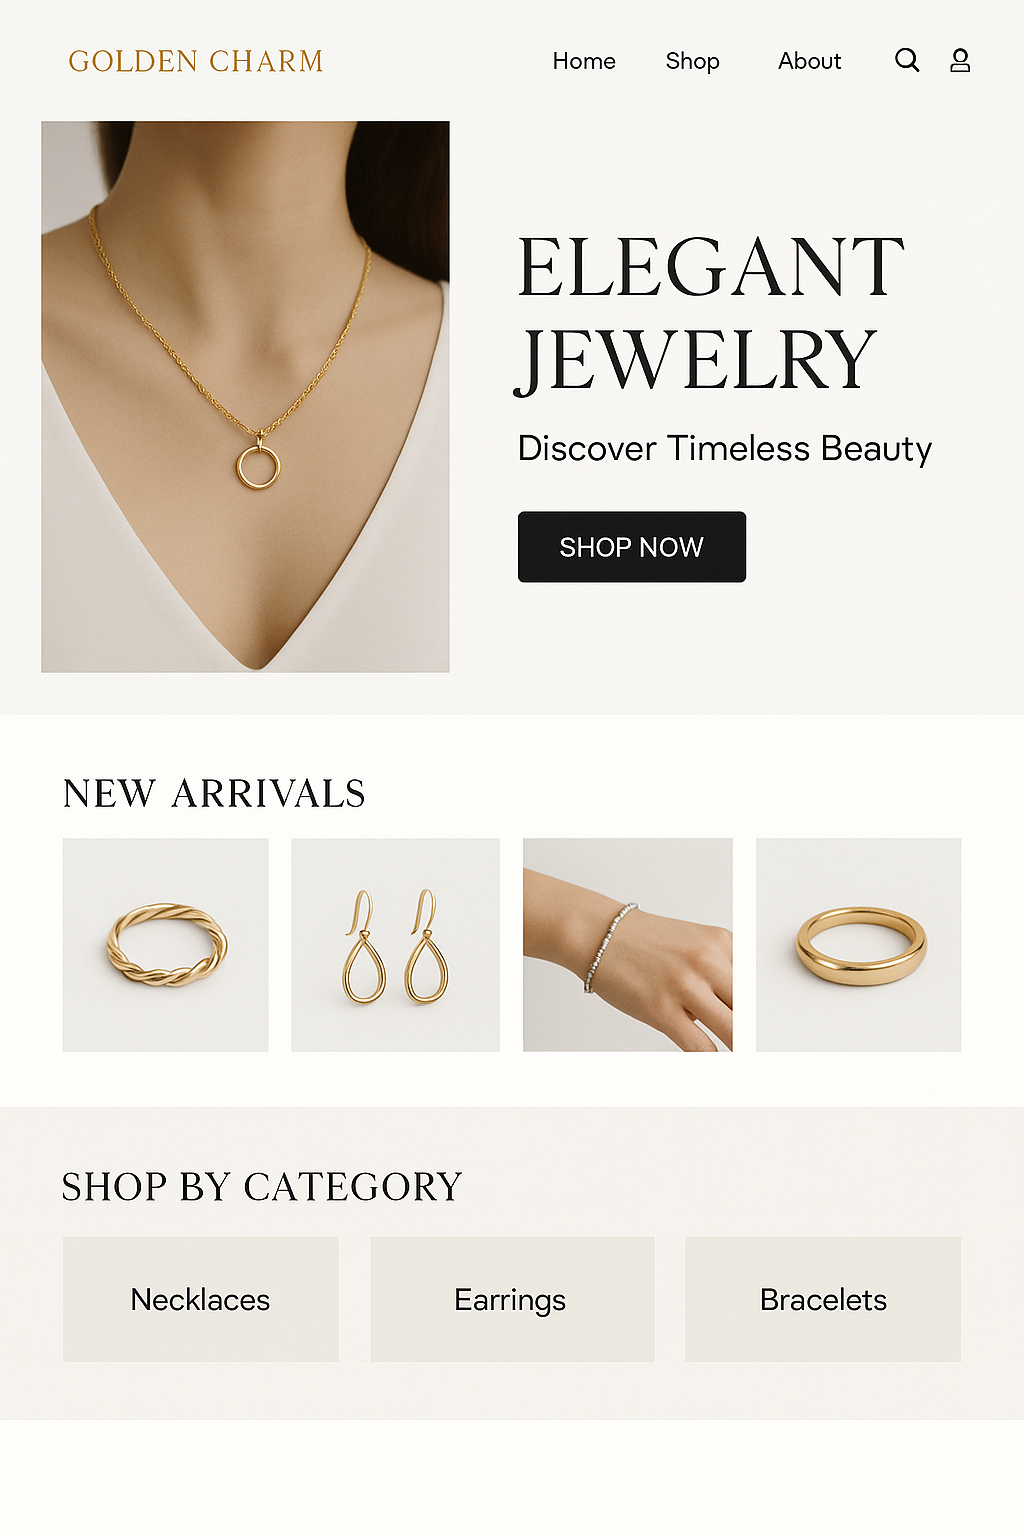 GOLDEN CHARM
Home Shop About
ELEGANT
JEWELRY
Discover Timeless Beauty
SHOP NOW
NEW ARRIVALS
SHOP BY CATEGORY
Necklaces Earrings Bracelets